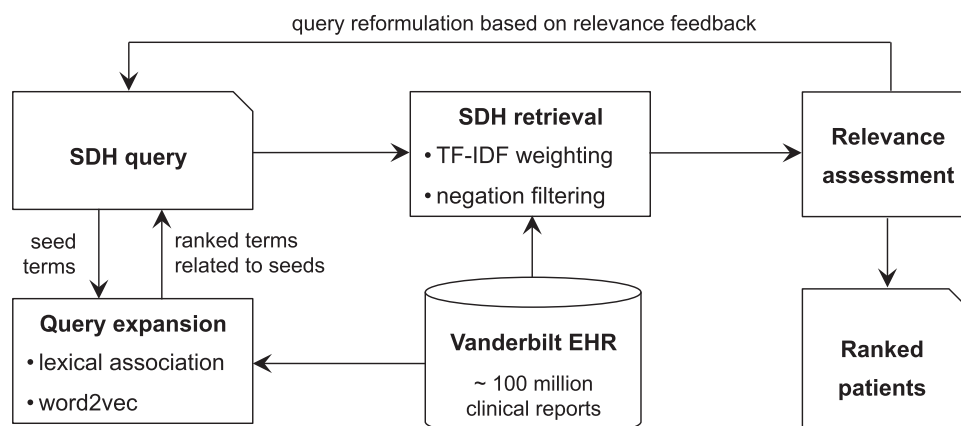 query reformulation based on relevance feedback
SDH query
SDH retrieval
• TF-IDF weighting
• negation filtering
Relevance
assessment
seed
terms
ranked terms
related to seeds
Query expansion
• lexical association
• word2vec
Vanderbilt EHR
~ 100 million
clinical reports
Ranked
patients